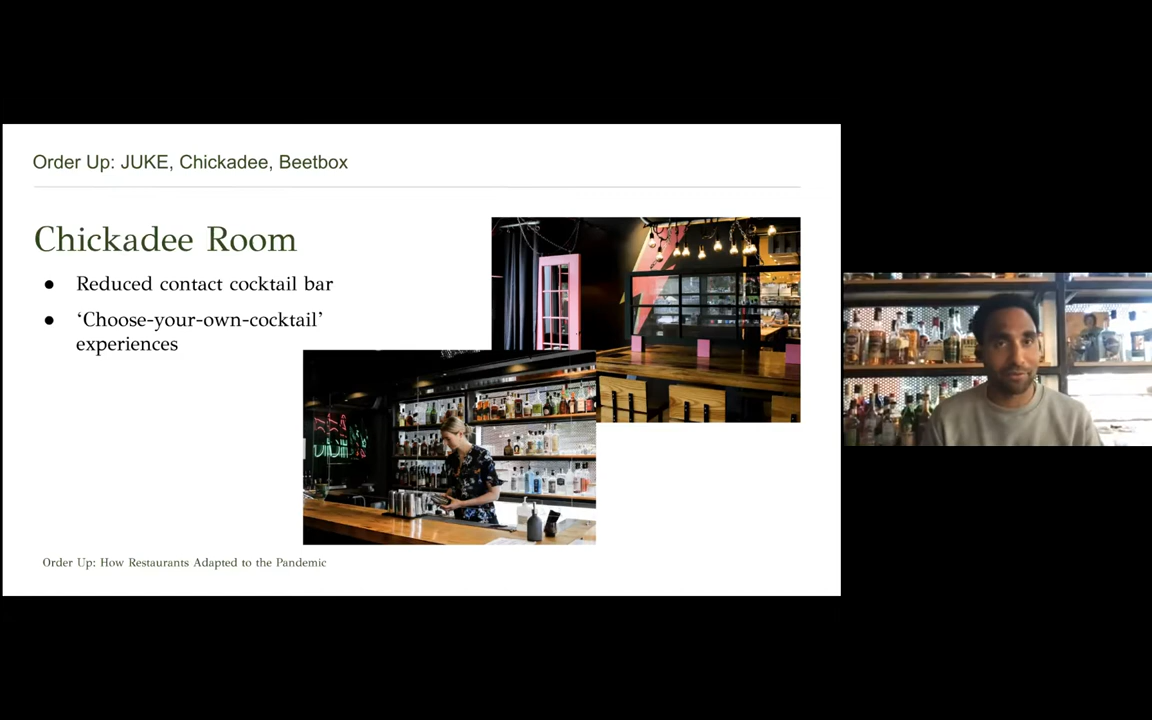 Order Up: JUKE, Chickadee, Beetbox
Chickadee Room
● Reduced contact cocktail bar
● ‘Choose-your-own-cocktail’
experiences
Order Up: How Restaurants Adapted to the Pandemic